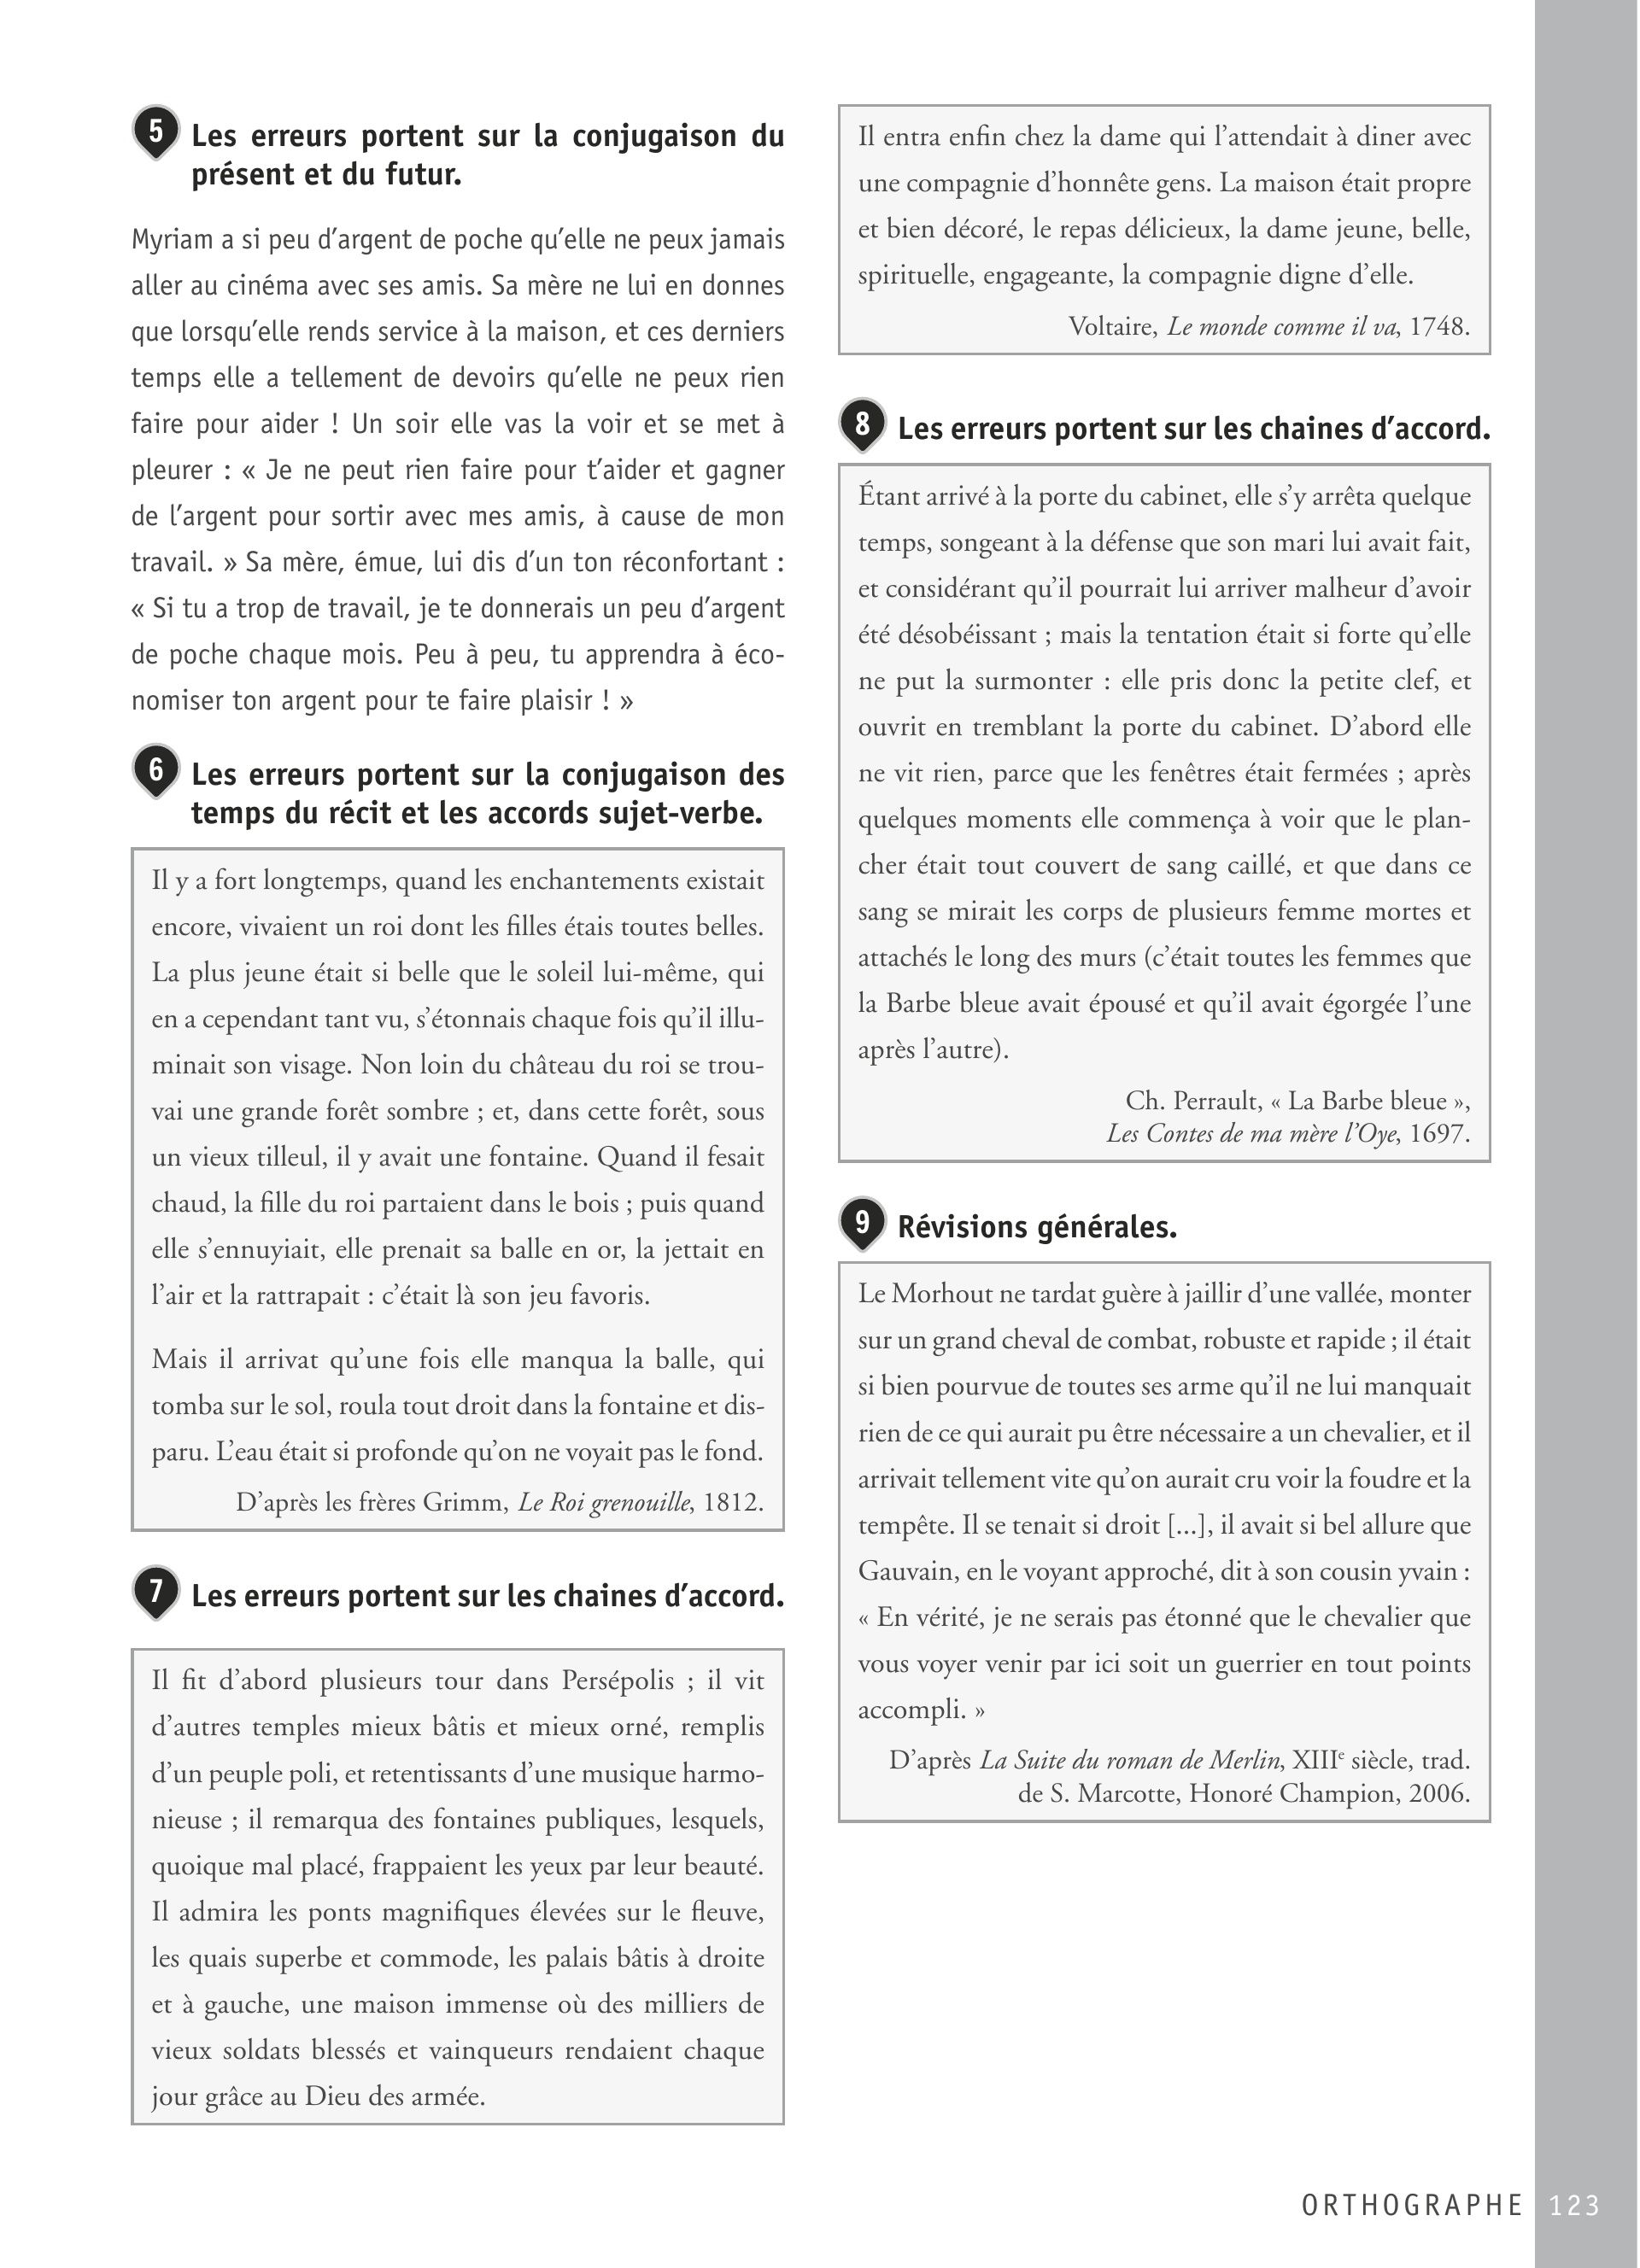 5 Les erreurs portent sur la conjugaison du
présent et du futur.
Myriam a si peu d’argent de poche qu’elle ne peux jamais
aller au cinéma avec ses amis. Sa mère ne lui en donnes
que lorsqu’elle rends service à la maison, et ces derniers
temps elle a tellement de devoirs qu’elle ne peux rien
faire pour aider ! Un soir elle vas la voir et se met à
pleurer : « Je ne peut rien faire pour t’aider et gagner
de l’argent pour sortir avec mes amis, à cause de mon
travail. » Sa mère, émue, lui dis d’un ton réconfortant :
« Si tu a trop de travail, je te donnerais un peu d’argent
de poche chaque mois. Peu à peu, tu apprendra à éco-
nomiser ton argent pour te faire plaisir ! »
6 Les erreurs portent sur la conjugaison des
temps du récit et les accords sujet-verbe.
Il y a fort longtemps, quand les enchantements existait
encore, vivaient un roi dont les filles étais toutes belles.
La plus jeune était si belle que le soleil lui-même, qui
en a cependant tant vu, s’étonnais chaque fois qu’il illu-
minait son visage. Non loin du château du roi se trou-
vai une grande forêt sombre ; et, dans cette forêt, sous
un vieux tilleul, il y avait une fontaine. Quand il fesait
chaud, la fille du roi partaient dans le bois ; puis quand
elle s’ennuyiait, elle prenait sa balle en or, la jettait en
l’air et la rattrapait : c’était là son jeu favoris.
Mais il arrivat qu’une fois elle manqua la balle, qui
tomba sur le sol, roula tout droit dans la fontaine et dis-
paru. L’eau était si profonde qu’on ne voyait pas le fond.
D’après les frères Grimm, Le Roi grenouille, 1812.
7 Les erreurs portent sur les chaines d’accord.
Il fit d’abord plusieurs tour dans Persépolis ; il vit
d’autres temples mieux bâtis et mieux orné, remplis
d’un peuple poli, et retentissants d’une musique harmo-
nieuse ; il remarqua des fontaines publiques, lesquels,
quoique mal placé, frappaient les yeux par leur beauté.
Il admira les ponts magnifiques élevées sur le fleuve,
les quais superbe et commode, les palais bâtis à droite
et à gauche, une maison immense où des milliers de
vieux soldats blessés et vainqueurs rendaient chaque
jour grâce au Dieu des armée.
Il entra enfin chez la dame qui l’attendait à diner avec
une compagnie d’honnête gens. La maison était propre
et bien décoré, le repas délicieux, la dame jeune, belle,
spirituelle, engageante, la compagnie digne d’elle.
Voltaire, Le monde comme il va, 1748.
8 Les erreurs portent sur les chaines d’accord.
Étant arrivé à la porte du cabinet, elle s’y arrêta quelque
temps, songeant à la défense que son mari lui avait fait,
et considérant qu’il pourrait lui arriver malheur d’avoir
été désobéissant ; mais la tentation était si forte qu’elle
ne put la surmonter : elle pris donc la petite clef, et
ouvrit en tremblant la porte du cabinet. D’abord elle
ne vit rien, parce que les fenêtres était fermées ; après
quelques moments elle commença à voir que le plan-
cher était tout couvert de sang caillé, et que dans ce
sang se mirait les corps de plusieurs femme mortes et
attachés le long des murs (c’était toutes les femmes que
la Barbe bleue avait épousé et qu’il avait égorgée l’une
après l’autre).
Ch. Perrault, « La Barbe bleue »,
Les Contes de ma mère l’Oye, 1697.
9 Révisions générales.
Le Morhout ne tardat guère à jaillir d’une vallée, monter
sur un grand cheval de combat, robuste et rapide ; il était
si bien pourvue de toutes ses arme qu’il ne lui manquait
rien de ce qui aurait pu être nécessaire a un chevalier, et il
arrivait tellement vite qu’on aurait cru voir la foudre et la
tempête. Il se tenait si droit [...], il avait si bel allure que
Gauvain, en le voyant approché, dit à son cousin yvain :
« En vérité, je ne serais pas étonné que le chevalier que
vous voyer venir par ici soit un guerrier en tout points
accompli. »
D’après La Suite du roman de Merlin, XIIIe siècle, trad.
de S. Marcotte, Honoré Champion, 2006.
ORTHOGRAPHE 123